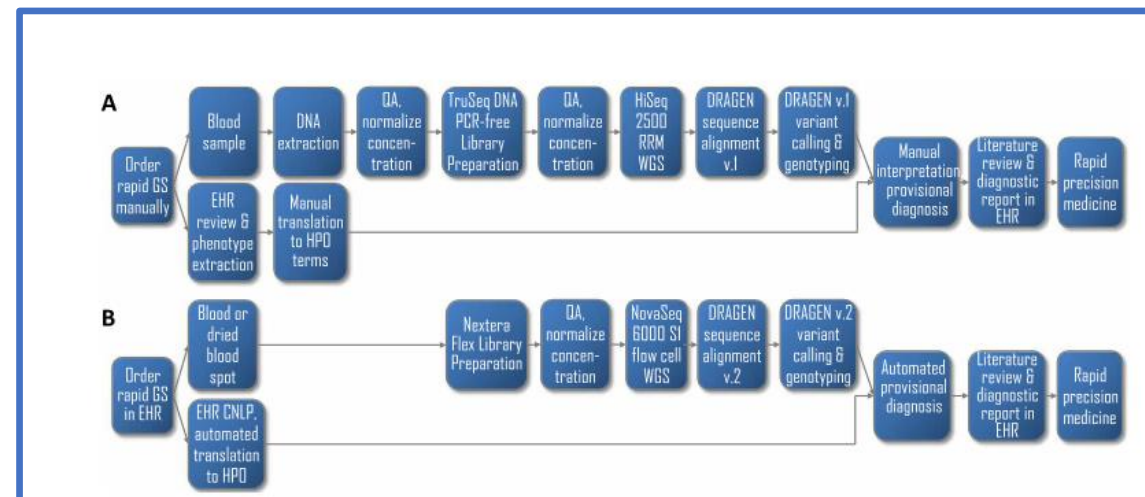 A
Order
rapid GS
manually
Blood
sample
DNA
extraction
QA,
normalize
concen-
tration
TruSeq DNA
PCR-free
Library
Preparation
QA,
normalize
concen-
tration
HiSeq
2500
RRM
WGS
DRAGEN
sequence
alignment
v.1
DRAGEN v.1
variant
calling &
genotyping
EHR
review &
phenotype
extraction
Manual
translation
to HPO
terms
Manual
interpretation
provisional
diagnosis
Literature
review &
diagnostic
report in
EHR
Rapid
precision
medicine
B
Order
rapid GS
in EHR
Blood or
dried
blood
spot
Nextera
Flex Library
Preparation
QA,
normalize
concen-
tration
NovaSeq
6000 S1
flow cell
WGS
DRAGEN
sequence
alignment
v.2
DRAGEN v.2
variant
calling &
genotyping
EHR CNLP,
automated
translation
to HPO
Automated
provisional
diagnosis
Literature
review &
diagnostic
report in
EHR
Rapid
precision
medicine